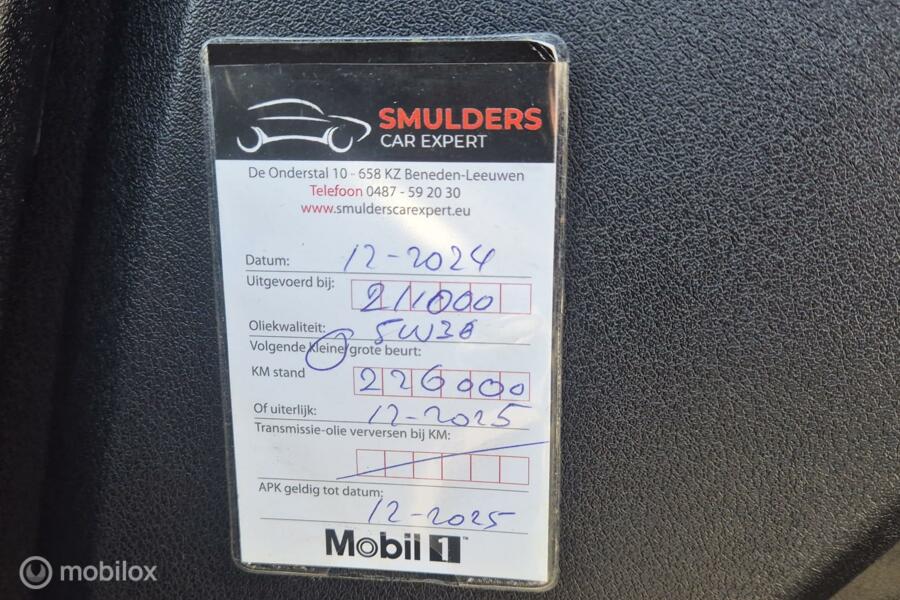 SMULDERS
CAR EXPERT
De Onderstal 10 - 658 KZ Beneden-Leeuwen
Telefoon 0487 - 59 20 30
www.smulderscarexpert.eu
Datum: 12-2024
Uitgevoerd bij: 211000
Oliekwaliteit: 5W30
Volgende kleine/grote beurt:
KM stand 226000
Of uiterlijk: 12-2025
Transmissie-olie verversen bij KM:
APK geldig tot datum:
12-2025
Mobil 1™
mobilox